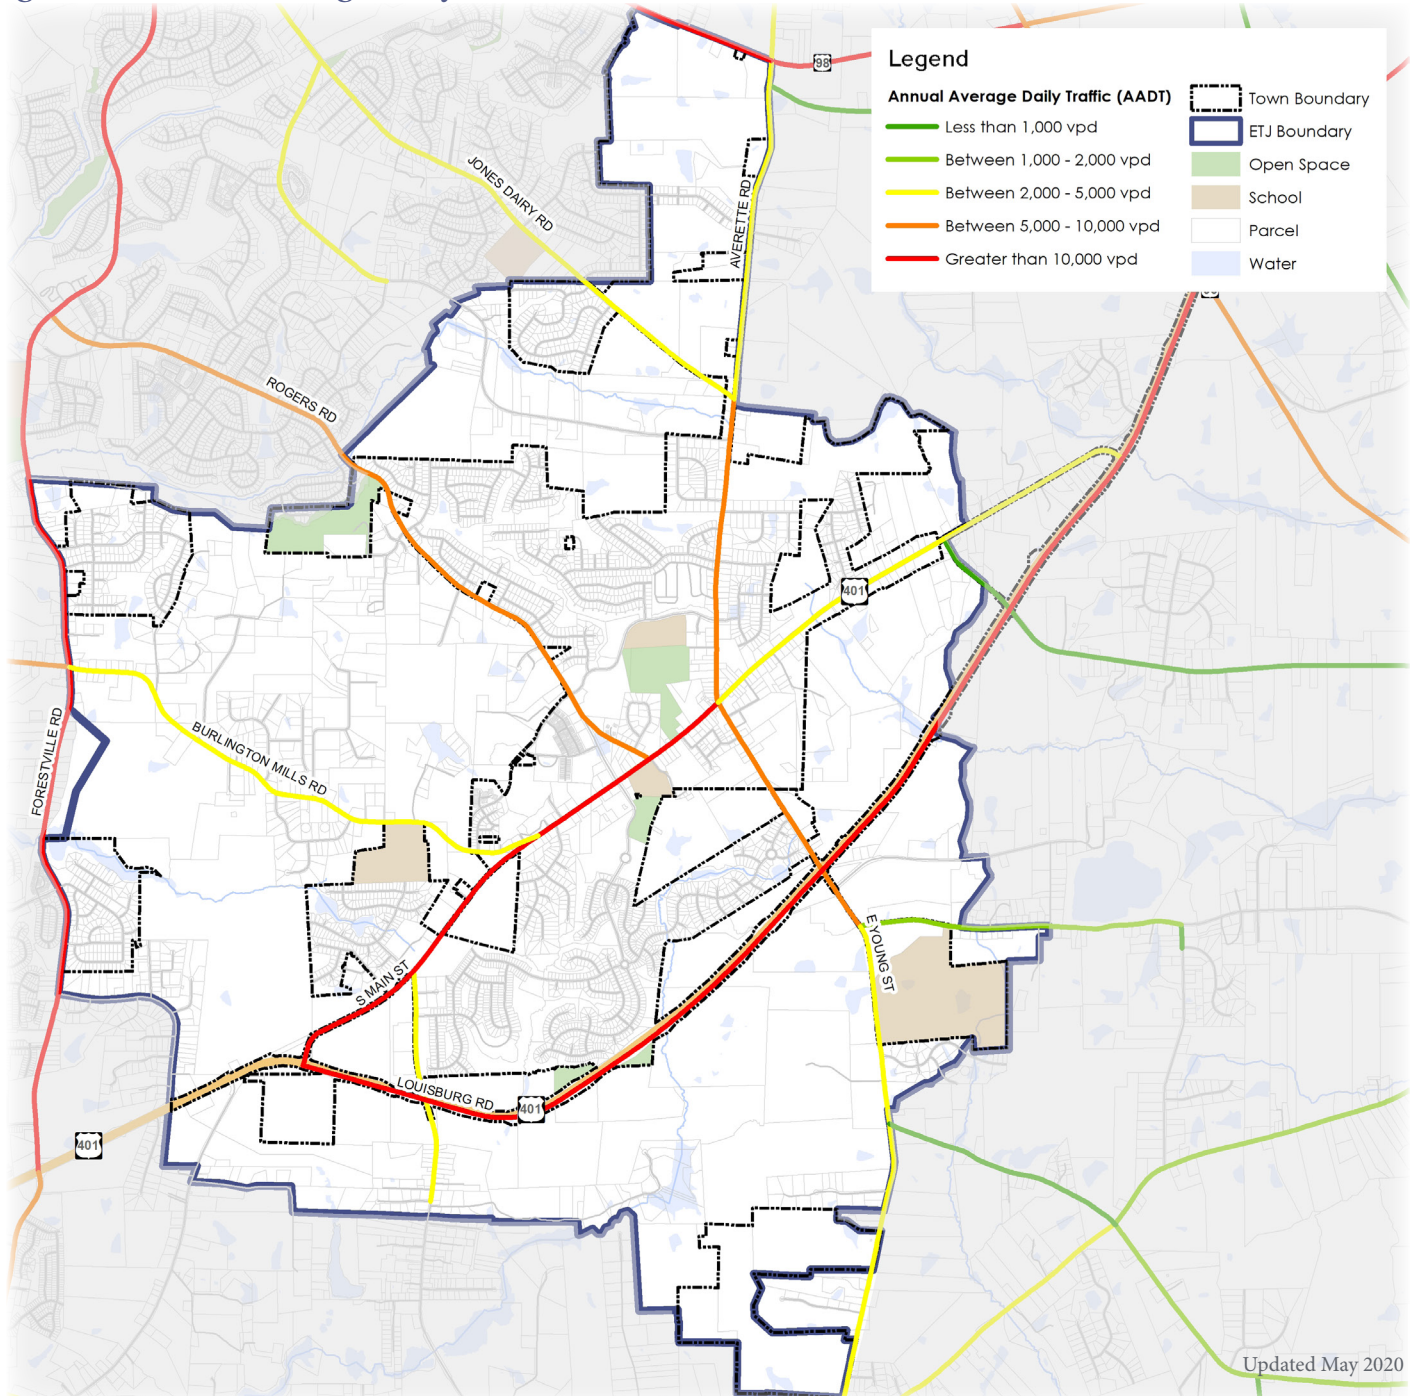 98
Legend
Annual Average Daily Traffic (AADT)
Less than 1,000 vpd
Between 1,000 - 2,000 vpd
Between 2,000 - 5,000 vpd
Between 5,000 - 10,000 vpd
Greater than 10,000 vpd
Town Boundary
ETJ Boundary
Open Space
School
Parcel
Water
JONES DAIRY RD
AVERETTE RD
ROGERS RD
401
FORESTVILLE RD
BURLINGTON MILLS RD
E YOUNG ST
S MAIN ST
LOUISBURG RD
401
401
Updated May 2020